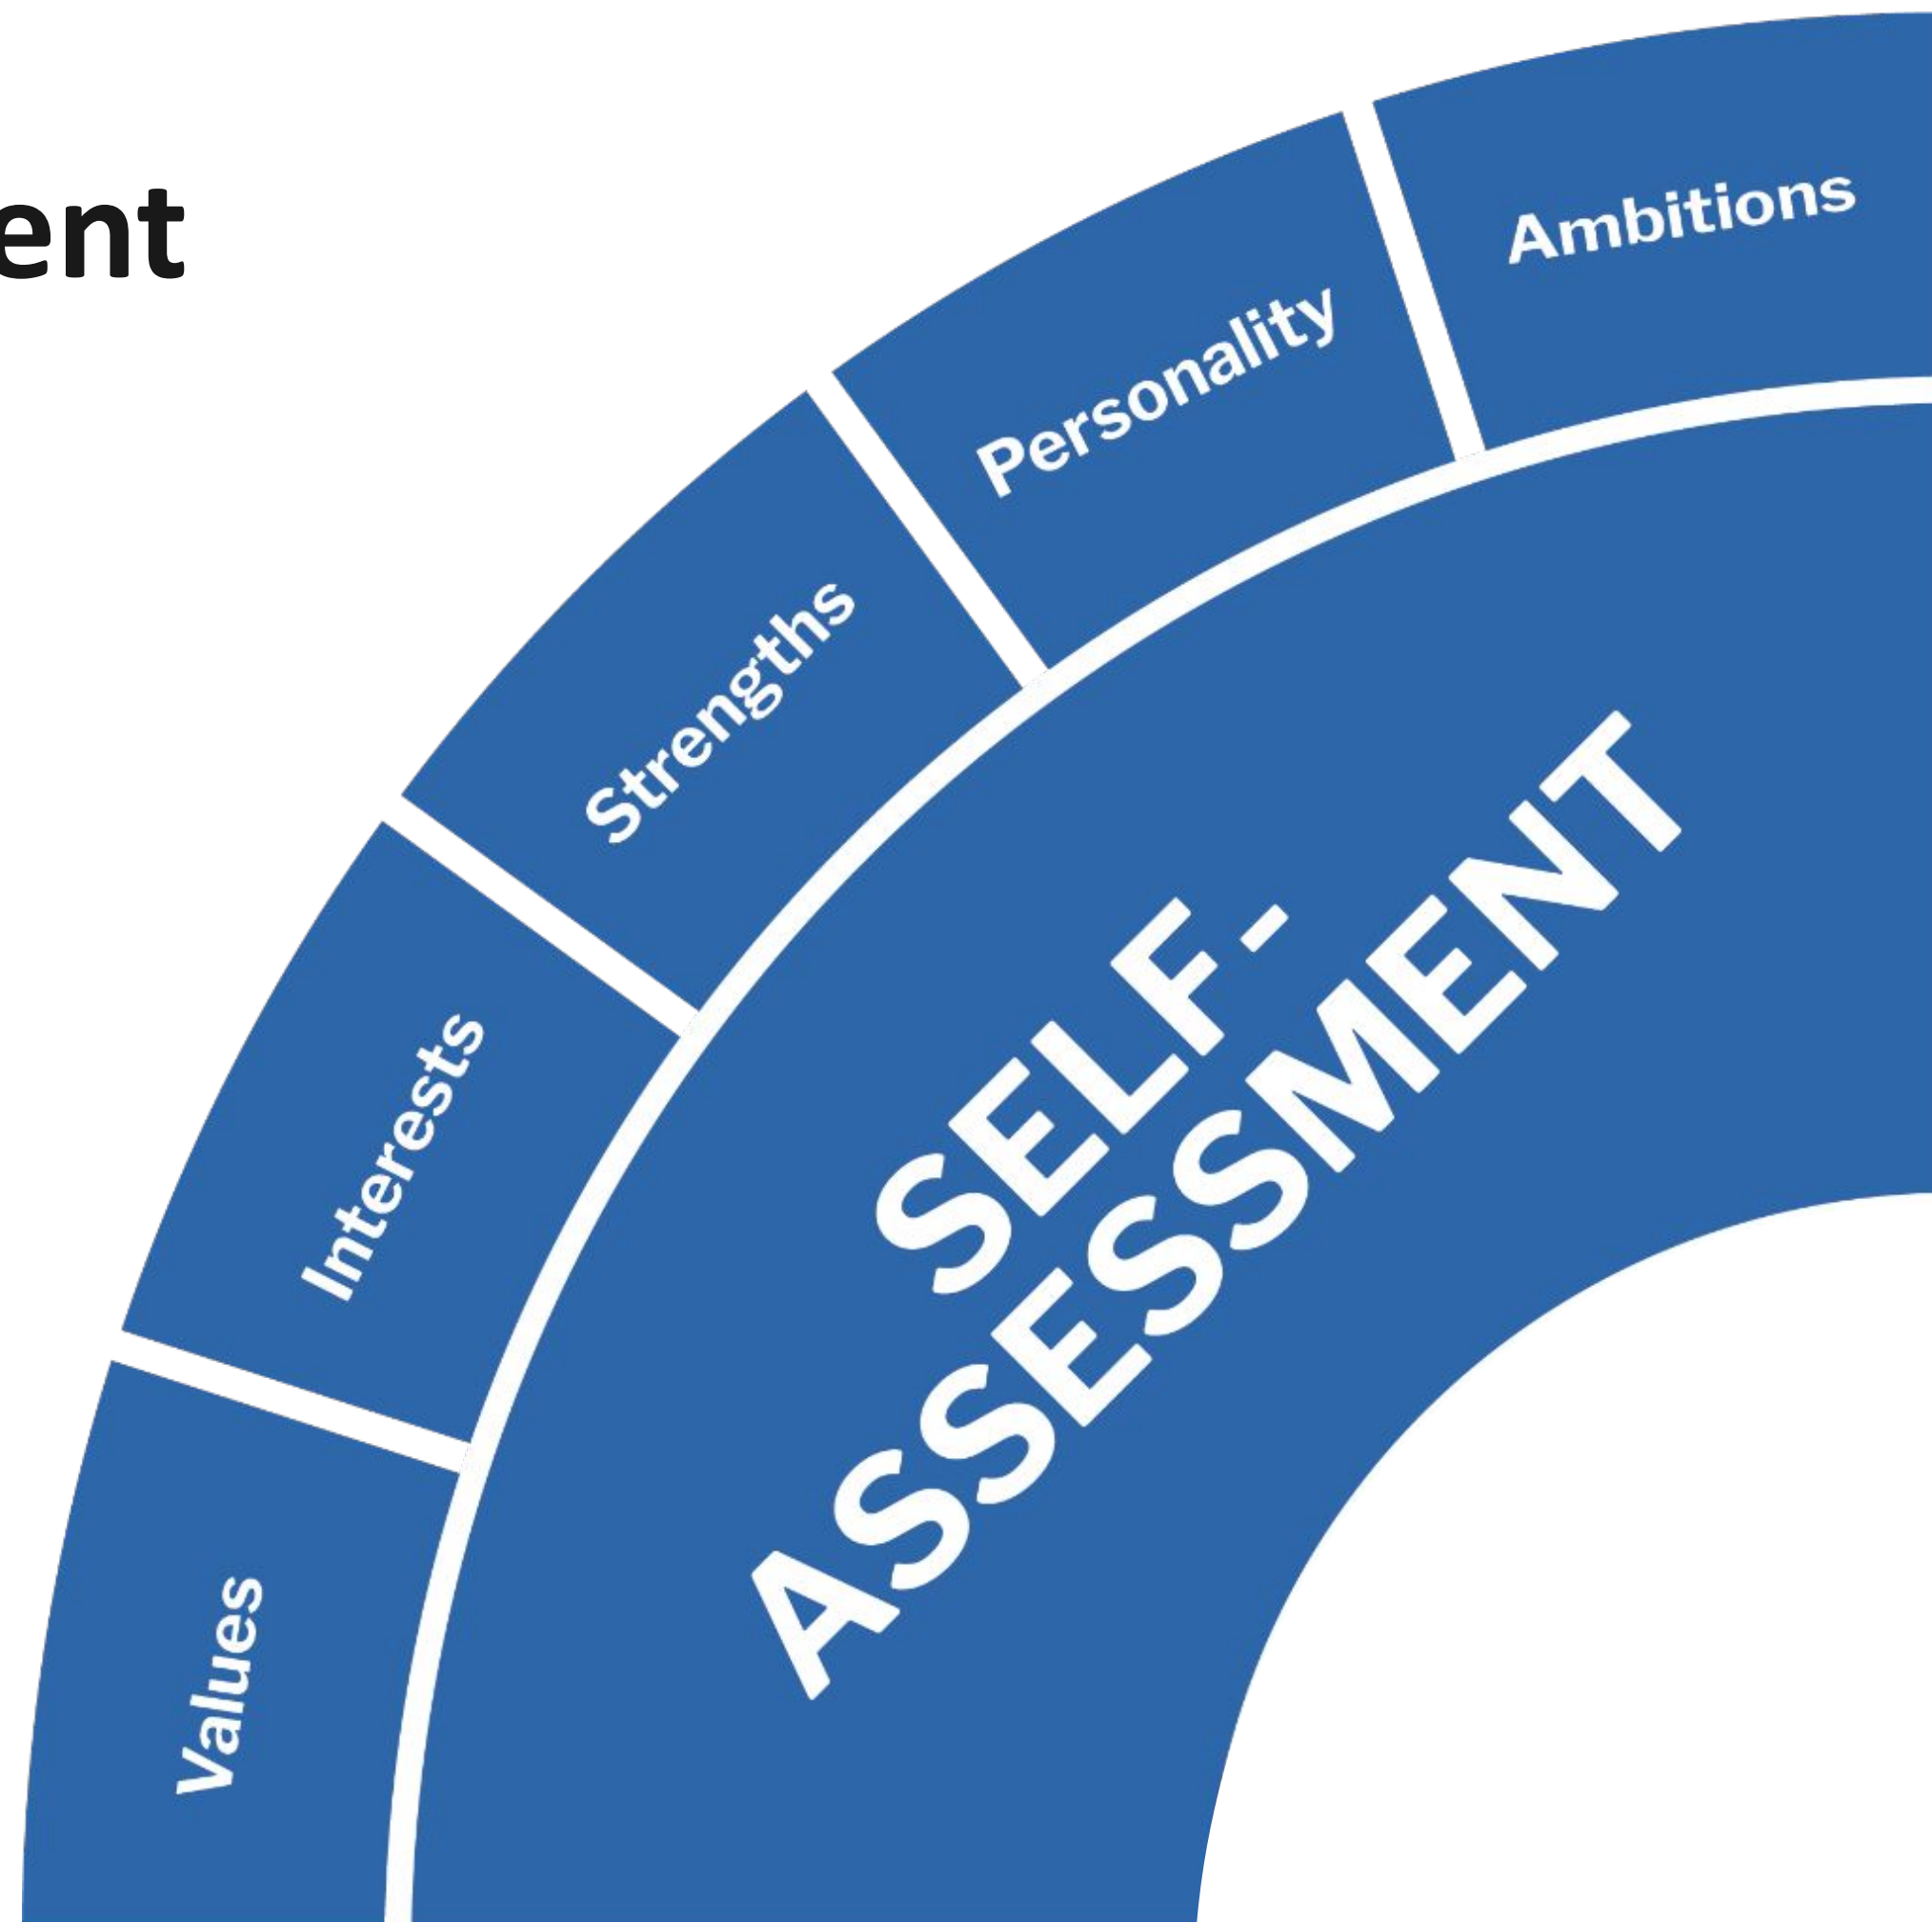 ent
Ambitions
Personality
Strengths
Interests
Values
SELF-
ASSESSMENT